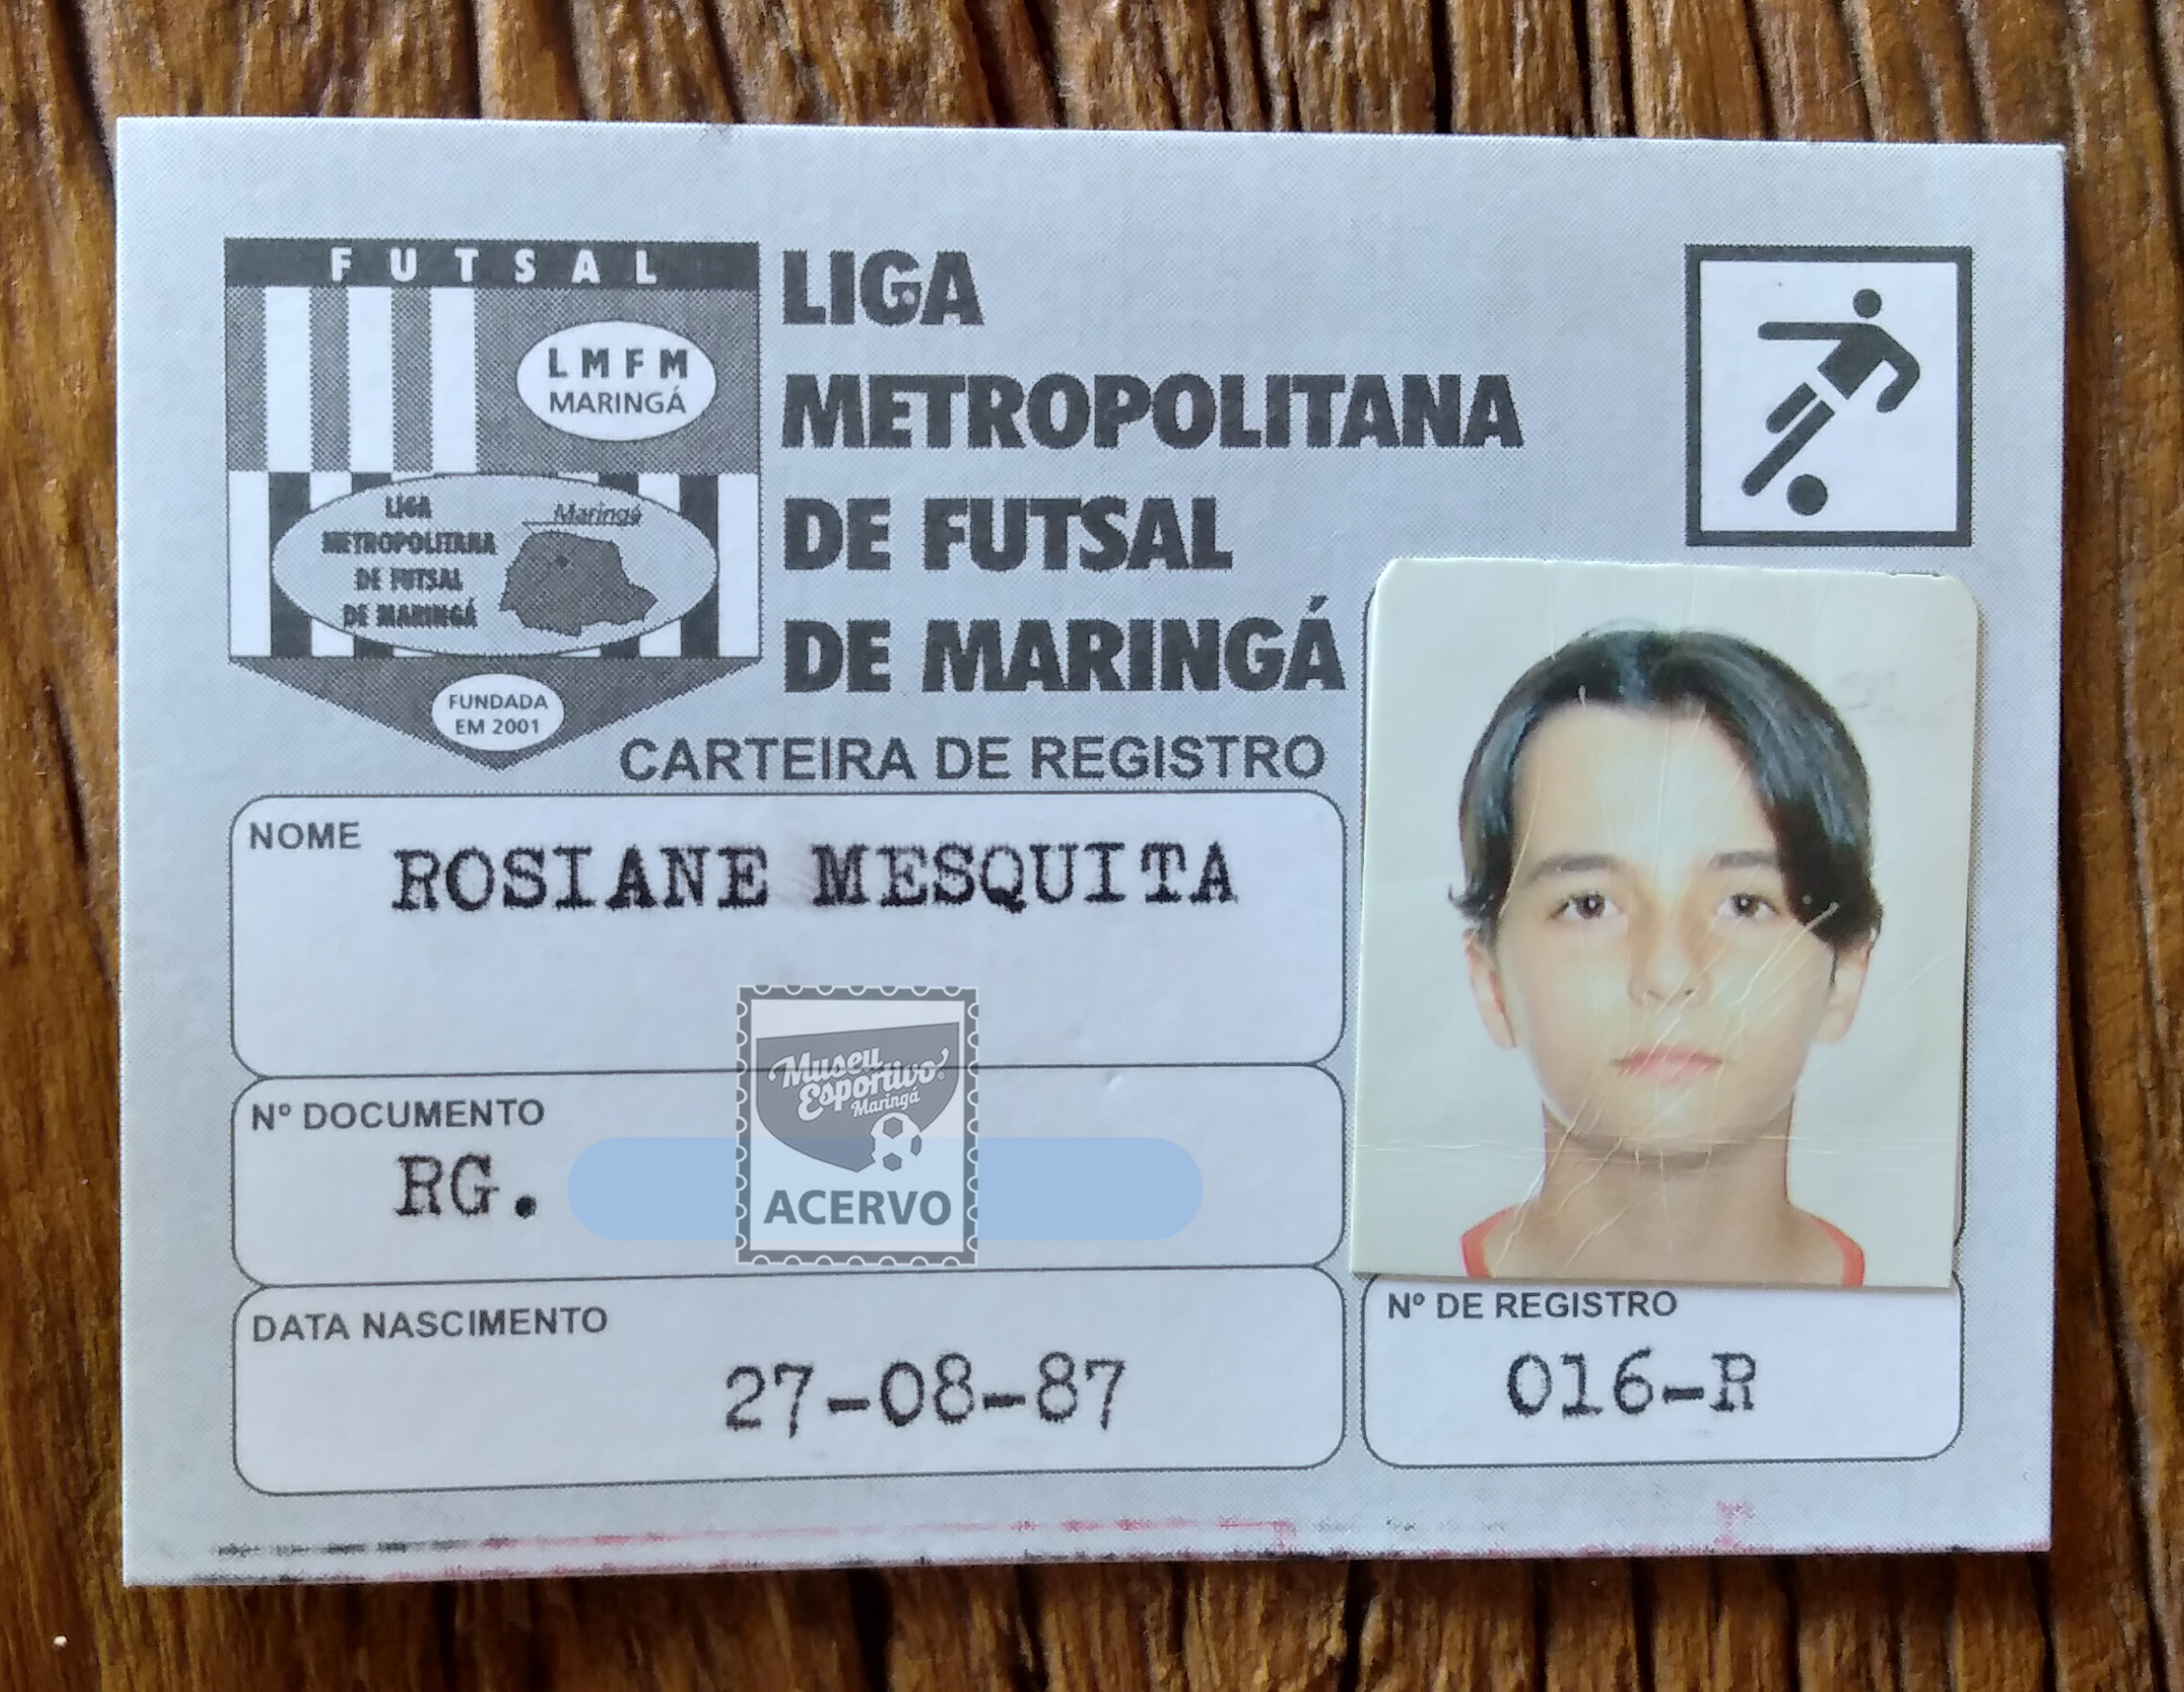 FUTSAL
LMFM
MARINGÁ
LIGA
METROPOLITANA
DE FUTSAL
DE MARINGÁ
Maringá
FUNDADA
EM 2001
LIGA
METROPOLITANA
DE FUTSAL
DE MARINGÁ
CARTEIRA DE REGISTRO
NOME ROSIANE MESQUITA
Nº DOCUMENTO
RG.
Museu
Esportivo
Maringá
ACERVO
DATA NASCIMENTO
27-08-87
Nº DE REGISTRO
016-R